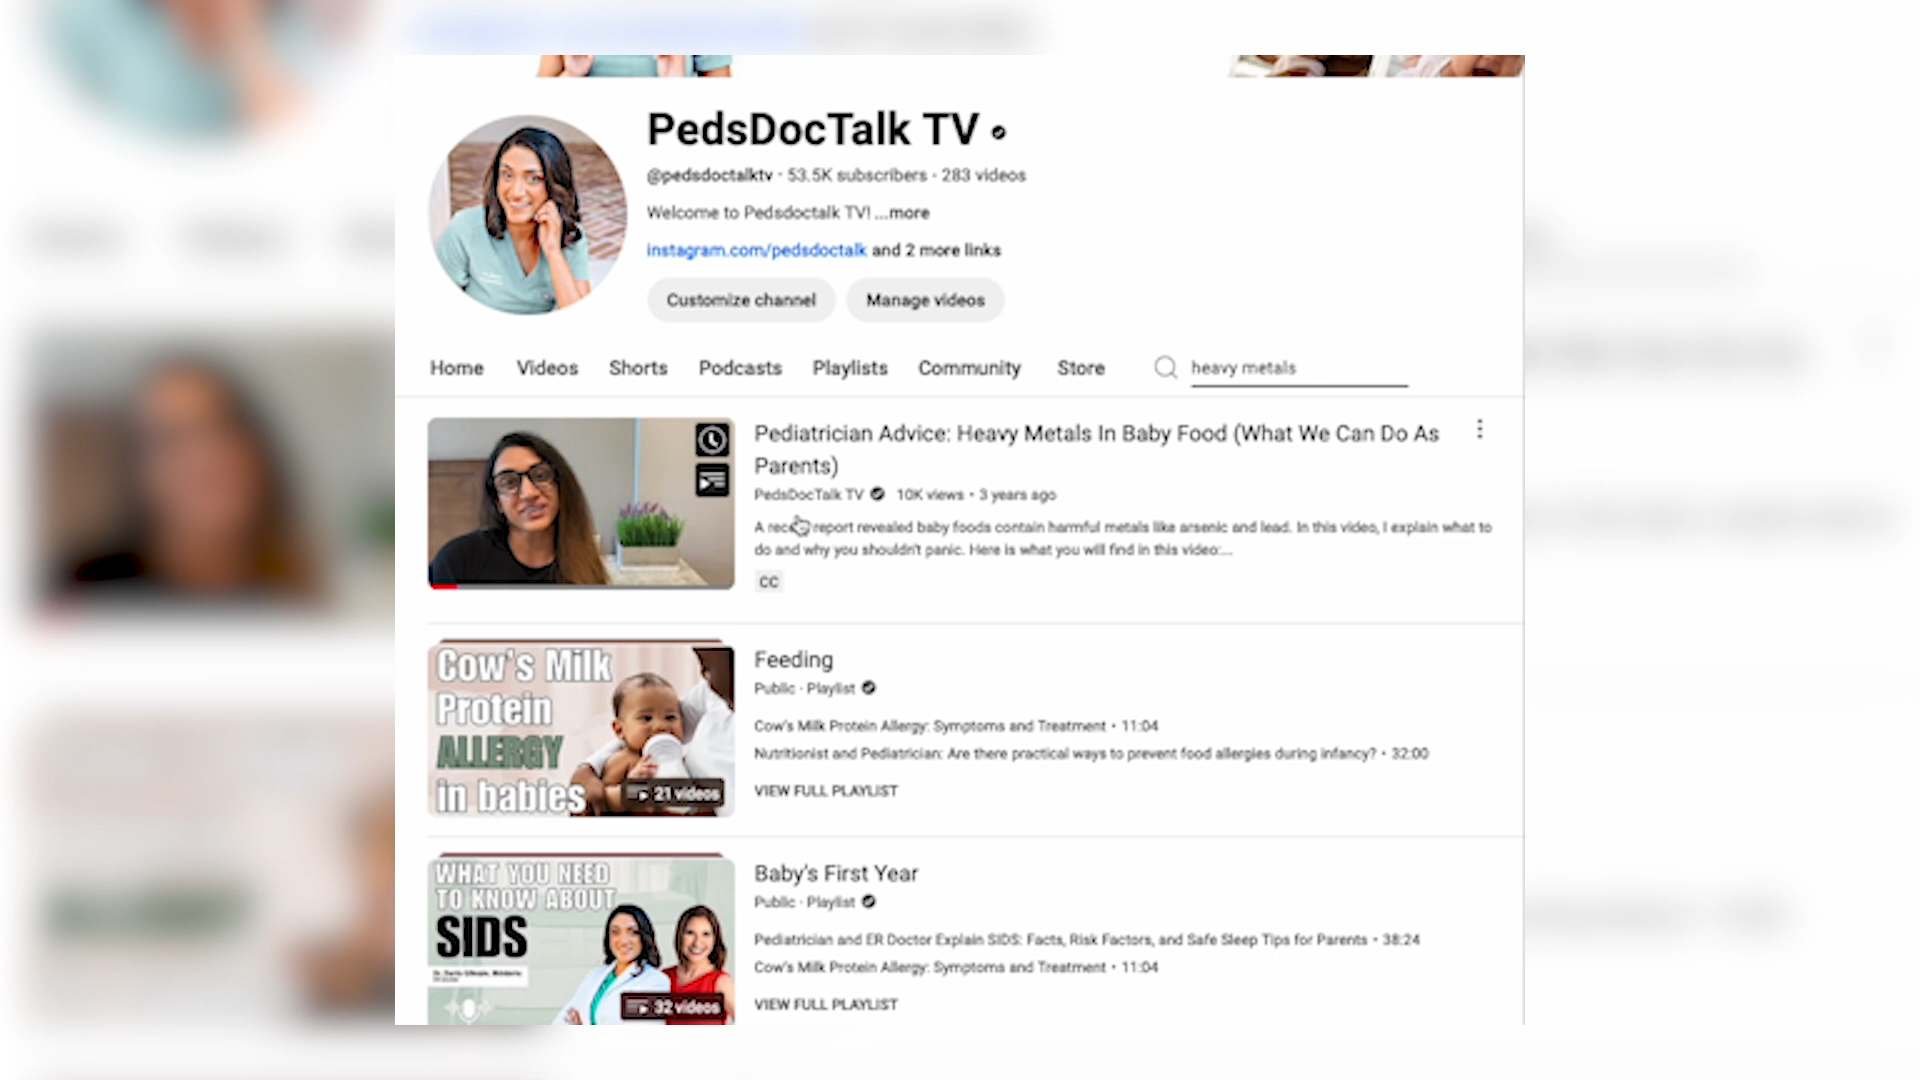 PedsDocTalk TV
@pedsdoctalktv · 53.5K subscribers · 283 videos
Welcome to Pedsdoctalk TV! ...more
instagram.com/pedsdoctalk and 2 more links
Customize channel Manage videos
Home Videos Shorts Podcasts Playlists Community Store heavy metals
Pediatrician Advice: Heavy Metals In Baby Food (What We Can Do As
Parents)
PedsDocTalk TV 10K views · 3 years ago
A report revealed baby foods contain harmful metals like arsenic and lead. In this video, I explain what to
do and why you shouldn't panic. Here is what you will find in this video:...
CC
Cow's Milk
Protein
ALLERGY
in babies
21 videos
Feeding
Public · Playlist
Cow's Milk Protein Allergy: Symptoms and Treatment · 11:04
Nutritionist and Pediatrician: Are there practical ways to prevent food allergies during infancy? · 32:00
VIEW FULL PLAYLIST
WHAT YOU NEED
TO KNOW ABOUT
SIDS
32 videos
Baby's First Year
Public · Playlist
Pediatrician and ER Doctor Explain SIDS: Facts, Risk Factors, and Safe Sleep Tips for Parents · 38:24
Cow's Milk Protein Allergy: Symptoms and Treatment · 11:04
VIEW FULL PLAYLIST